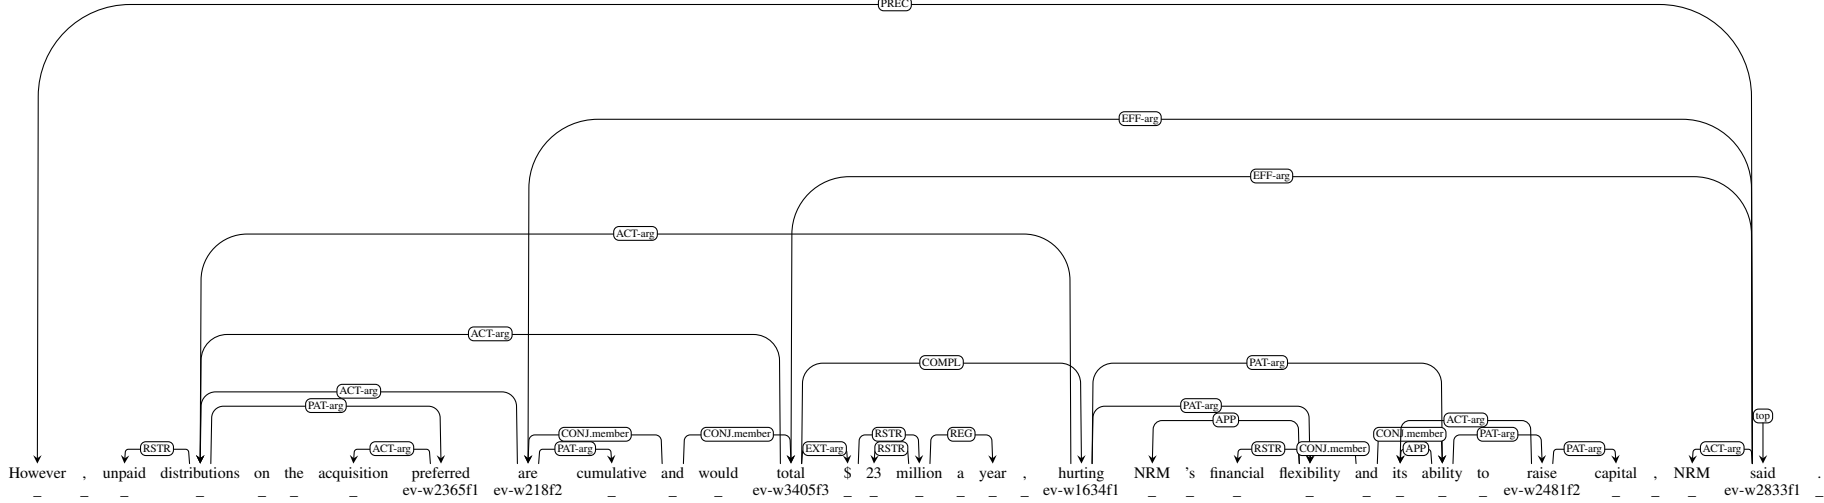 PREC
EFF-arg
EFF-arg
ACT-arg
ACT-arg
COMPL PAT-arg
ACT-arg
PAT-arg PAT-arg top
APP ACT-arg
CONJ.member CONJ.member RSTR REG CONJ.member PAT-arg
RSTR ACT-arg PAT-arg EXT-arg RSTR RSTR CONJ.member APP PAT-arg ACT-arg
However , unpaid distributions on the acquisition preferred are cumulative and would total $ 23 million a year , hurting NRM 's financial flexibility and its ability to raise capital , NRM said .
_ _ _ _ _ _ _ ev-w2365f1 ev-w218f2 _ _ _ ev-w3405f3 _ _ _ _ _ _ ev-w1634f1 _ _ _ _ _ _ _ _ ev-w2481f2 _ _ _ ev-w2833f1 _